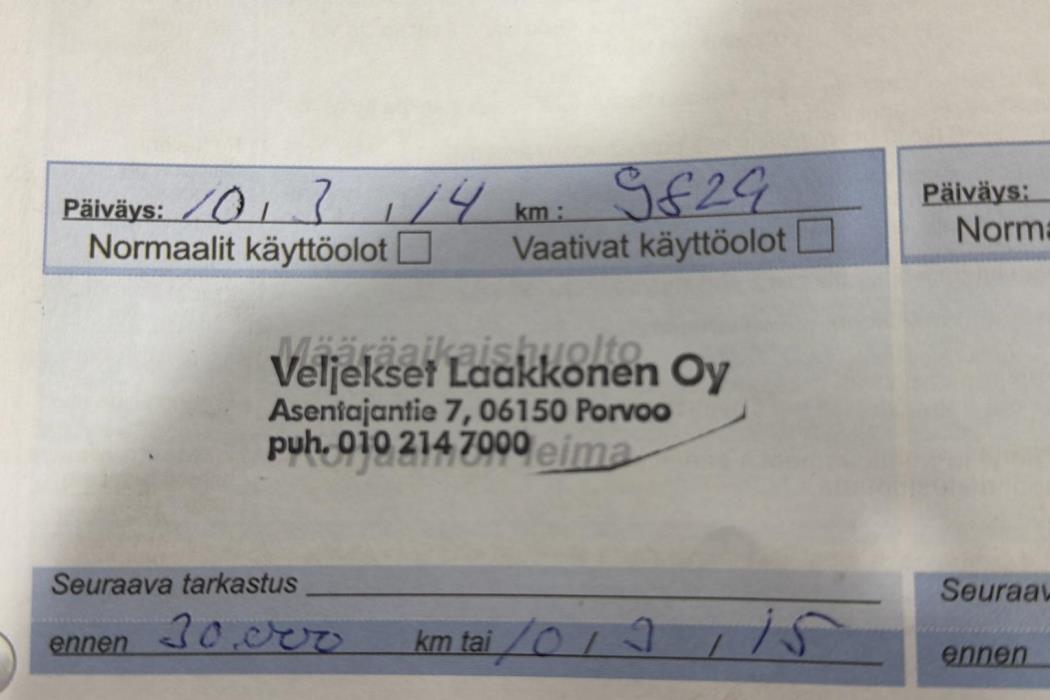 Päiväys: 10 / 3 / 14 km : 9829
Päiväys:
Normaalit käyttöolot Vaativat käyttöolot
Norma
Määräaikaishuolto
Veljekset Laakkonen Oy
Asentajantie 7, 06150 Porvoo
puh. 010 214 7000
Korjaamon leima
Seuraava tarkastus
Seuraav
ennen 30.000 km tai 10 / 3 / 15
ennen